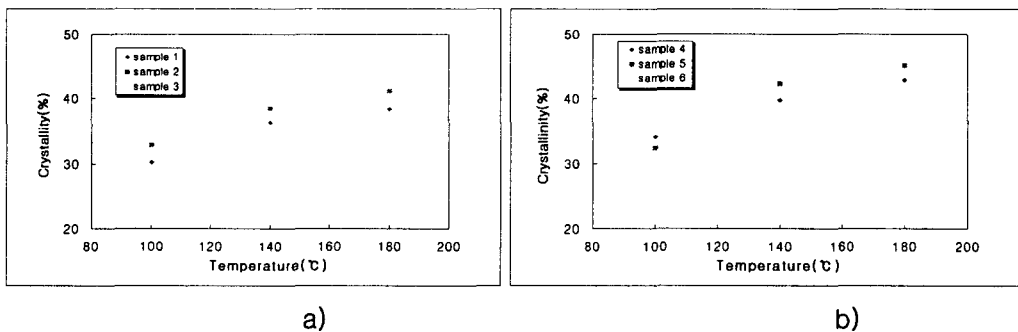 50
40
30
20
Crystallity(%)
sample 1
sample 2
sample 3
80 100 120 140 160 180 200
Temperature(℃)
a)
50
40
30
20
Crystallinity(%)
sample 4
sample 5
sample 6
80 100 120 140 160 180 200
Temperature(℃)
b)